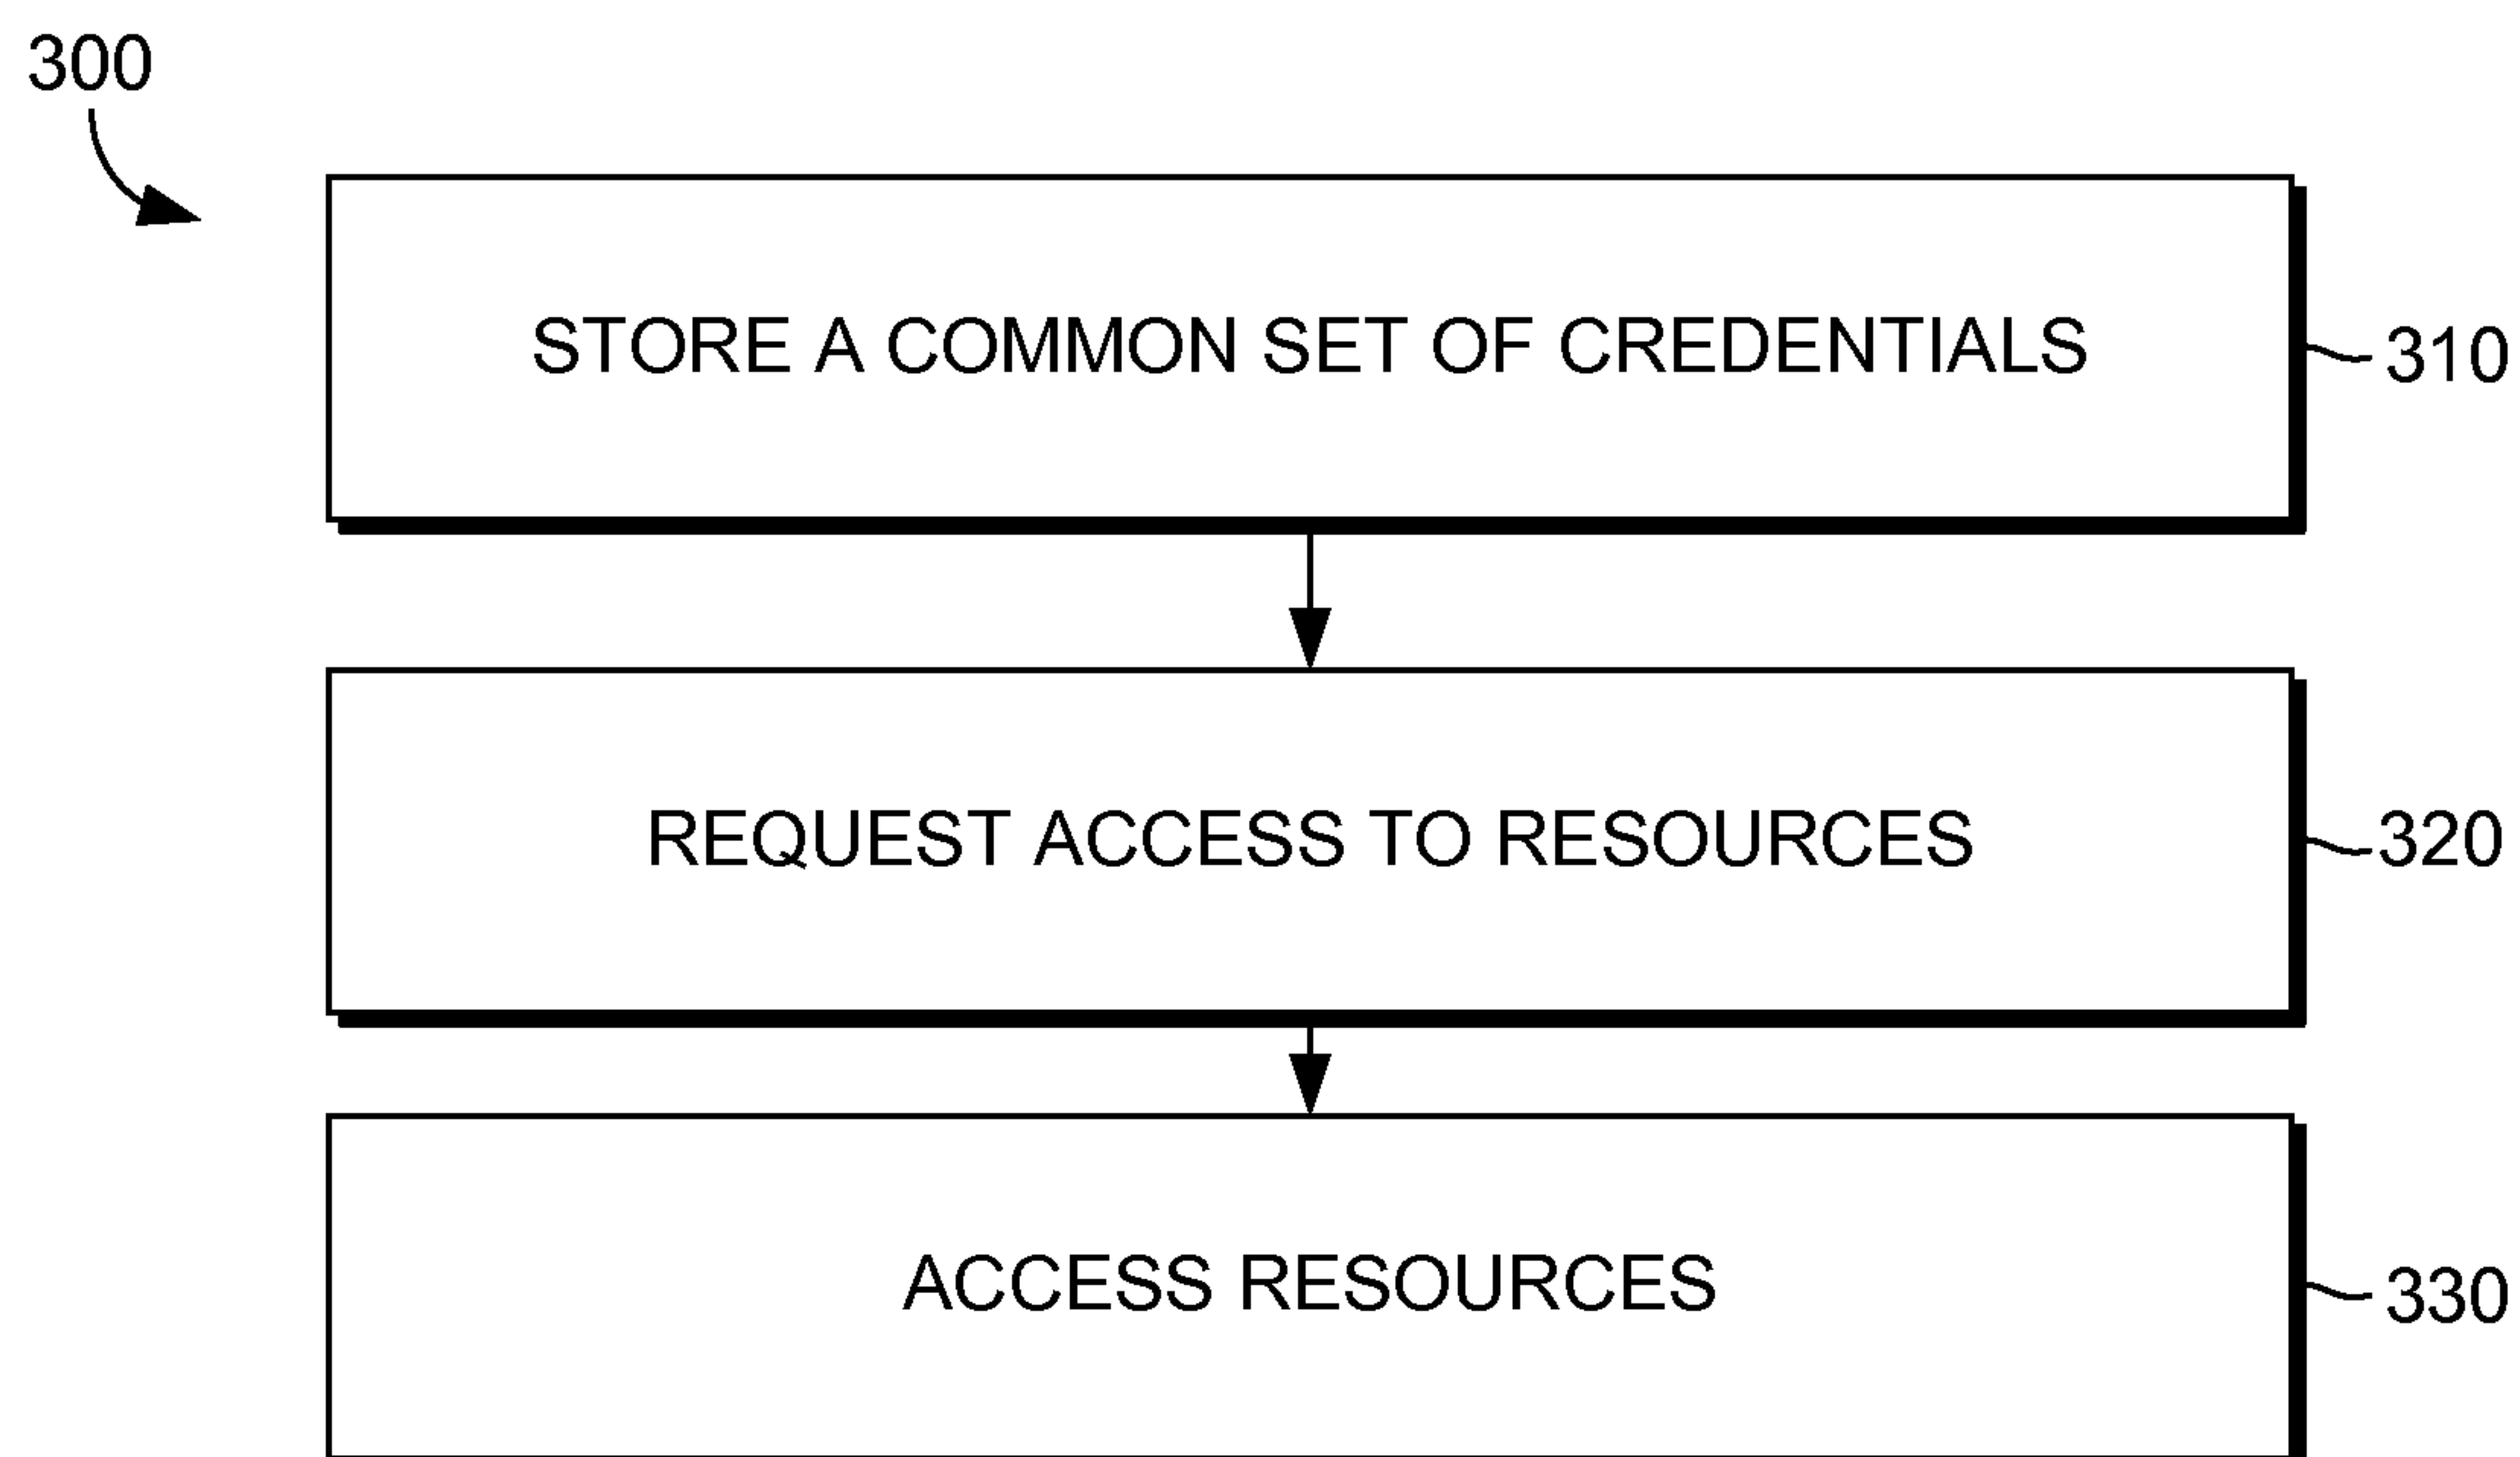 300
STORE A COMMON SET OF CREDENTIALS
310
REQUEST ACCESS TO RESOURCES
320
ACCESS RESOURCES
330